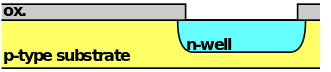 ox.
n-well
p-type substrate